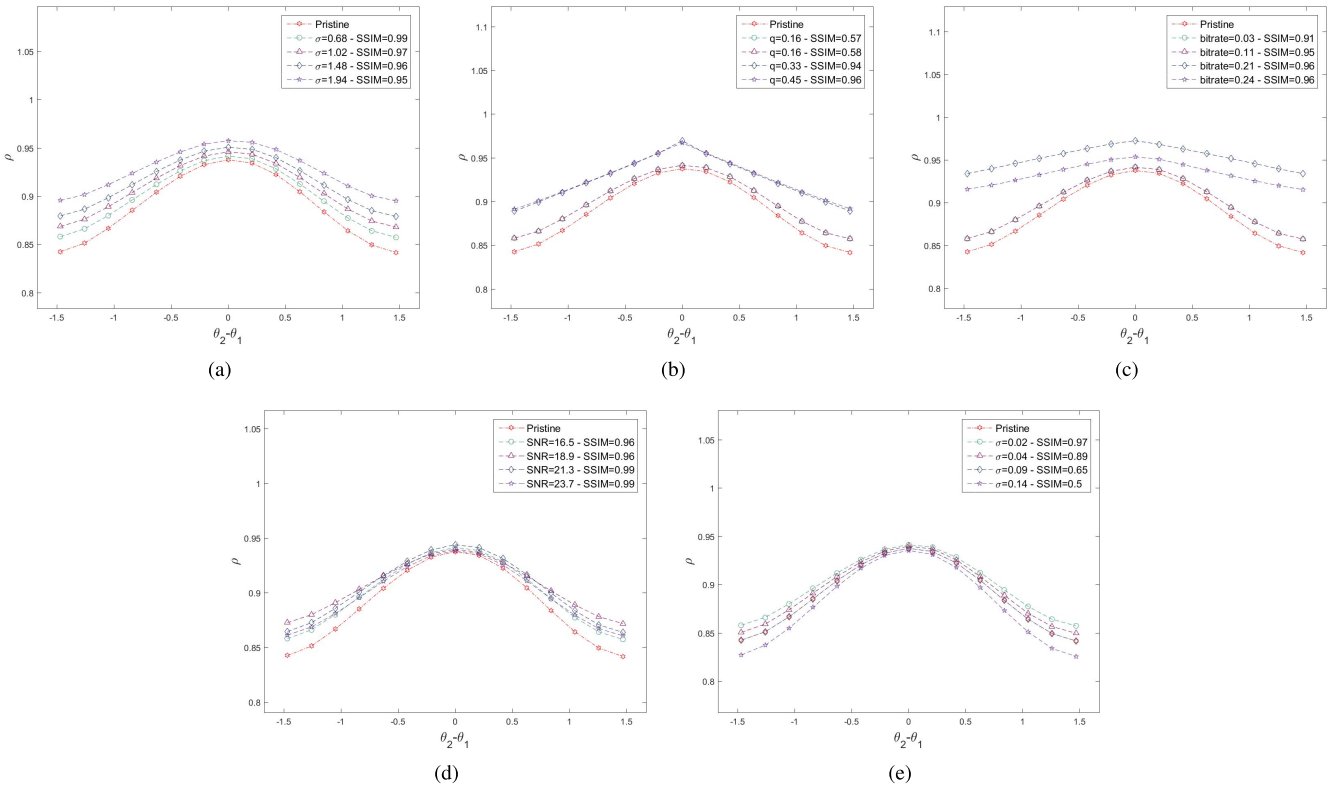 Pristine
σ=0.68 - SSIM=0.99
σ=1.02 - SSIM=0.97
σ=1.48 - SSIM=0.96
σ=1.94 - SSIM=0.95
1.05
1
0.95
0.9
0.85
0.8
ρ
-1.5 -1 -0.5 0 0.5 1 1.5
θ2-θ1
(a)
Pristine
q=0.16 - SSIM=0.57
q=0.16 - SSIM=0.58
q=0.33 - SSIM=0.94
q=0.45 - SSIM=0.96
1.1
1.05
1
0.95
0.9
0.85
0.8
ρ
-1.5 -1 -0.5 0 0.5 1 1.5
θ2-θ1
(b)
Pristine
bitrate=0.03 - SSIM=0.91
bitrate=0.11 - SSIM=0.95
bitrate=0.21 - SSIM=0.96
bitrate=0.24 - SSIM=0.96
1.1
1.05
1
0.95
0.9
0.85
0.8
ρ
-1.5 -1 -0.5 0 0.5 1 1.5
θ2-θ1
(c)
Pristine
SNR=16.5 - SSIM=0.96
SNR=18.9 - SSIM=0.96
SNR=21.3 - SSIM=0.99
SNR=23.7 - SSIM=0.99
1.05
1
0.95
0.9
0.85
0.8
ρ
-1.5 -1 -0.5 0 0.5 1 1.5
θ2-θ1
(d)
Pristine
σ=0.02 - SSIM=0.97
σ=0.04 - SSIM=0.89
σ=0.09 - SSIM=0.65
σ=0.14 - SSIM=0.5
1.05
1
0.95
0.9
0.85
0.8
ρ
-1.5 -1 -0.5 0 0.5 1 1.5
θ2-θ1
(e)